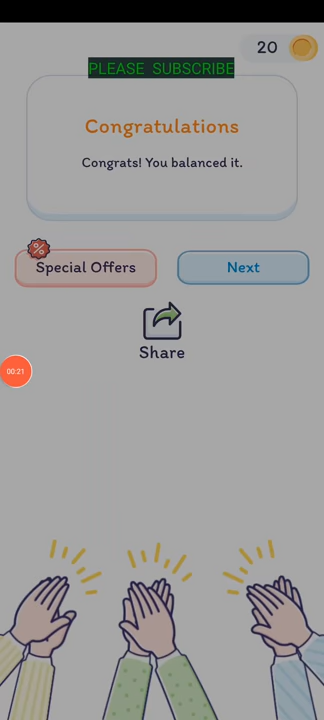 20
PLEASE SUBSCRIBE
Congratulations
Congrats! You balanced it.
%
Special Offers
Next
Share
00:21